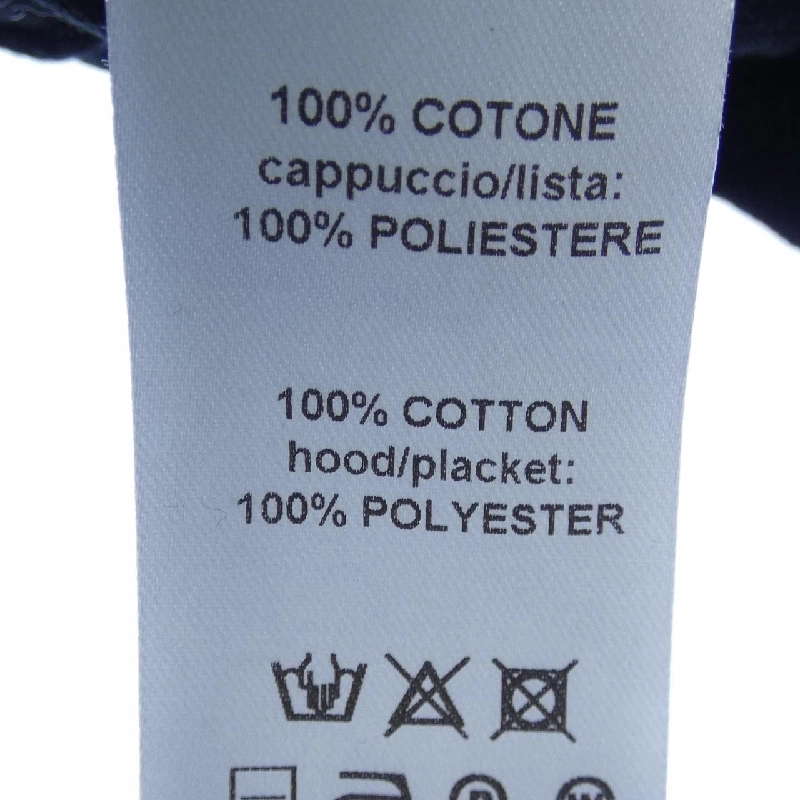 100% COTONE
cappuccio/lista:
100% POLIESTERE
100% COTTON
hood/placket:
100% POLYESTER